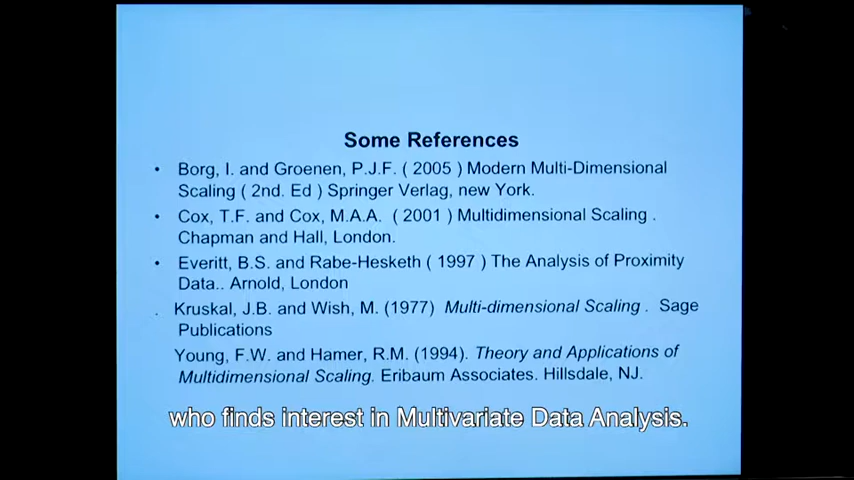 Some References
• Borg, I. and Groenen, P.J.F. ( 2005 ) Modern Multi-Dimensional
Scaling ( 2nd. Ed ) Springer Verlag, new York.
• Cox, T.F. and Cox, M.A.A. ( 2001 ) Multidimensional Scaling .
Chapman and Hall, London.
• Everitt, B.S. and Rabe-Hesketh ( 1997 ) The Analysis of Proximity
Data.. Arnold, London
. Kruskal, J.B. and Wish, M. (1977) Multi-dimensional Scaling . Sage
Publications
Young, F.W. and Hamer, R.M. (1994). Theory and Applications of
Multidimensional Scaling. Eribaum Associates. Hillsdale, NJ.
who finds interest in Multivariate Data Analysis.